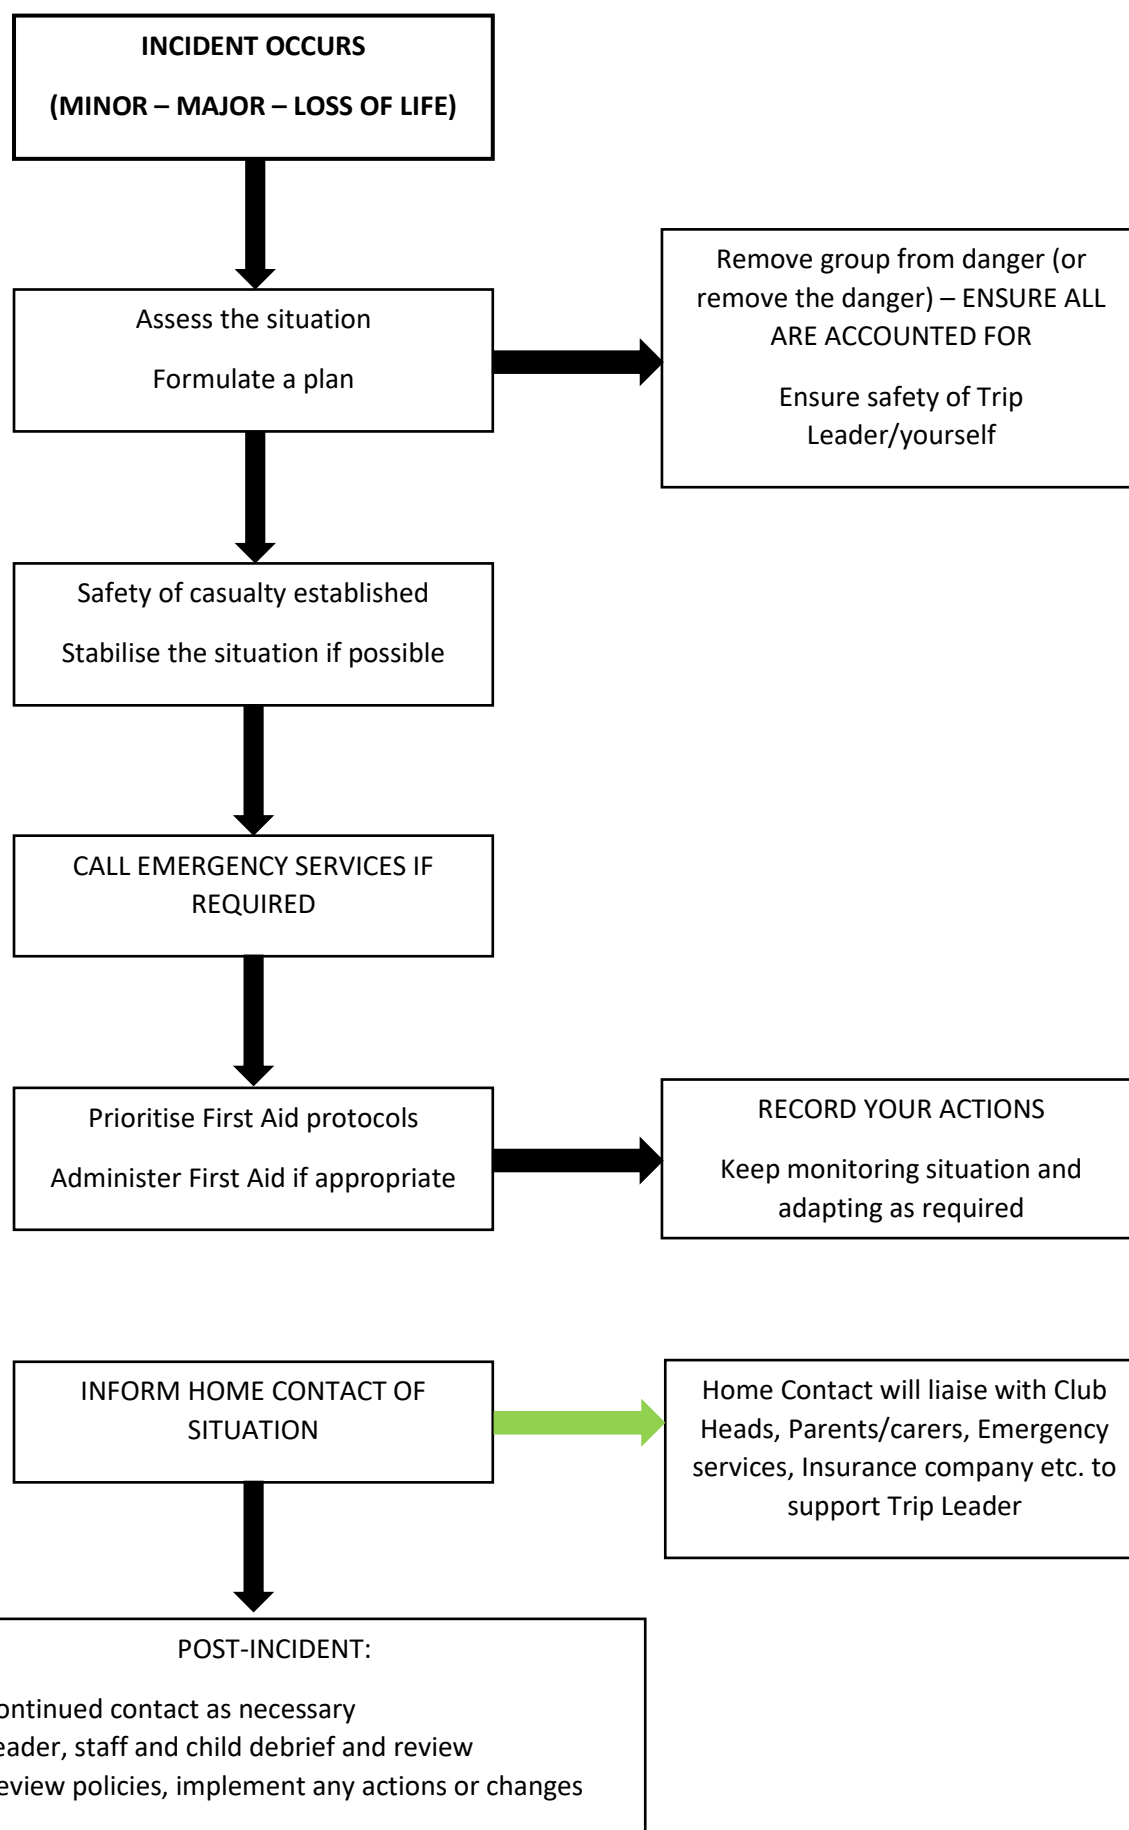 INCIDENT OCCURS
(MINOR – MAJOR – LOSS OF LIFE)
Assess the situation
Formulate a plan
Remove group from danger (or
remove the danger) – ENSURE ALL
ARE ACCOUNTED FOR
Ensure safety of Trip
Leader/yourself
Safety of casualty established
Stabilise the situation if possible
CALL EMERGENCY SERVICES IF
REQUIRED
Prioritise First Aid protocols
Administer First Aid if appropriate
RECORD YOUR ACTIONS
Keep monitoring situation and
adapting as required
INFORM HOME CONTACT OF
SITUATION
Home Contact will liaise with Club
Heads, Parents/carers, Emergency
services, Insurance company etc. to
support Trip Leader
POST-INCIDENT:
ontinued contact as necessary
eader, staff and child debrief and review
eview policies, implement any actions or changes